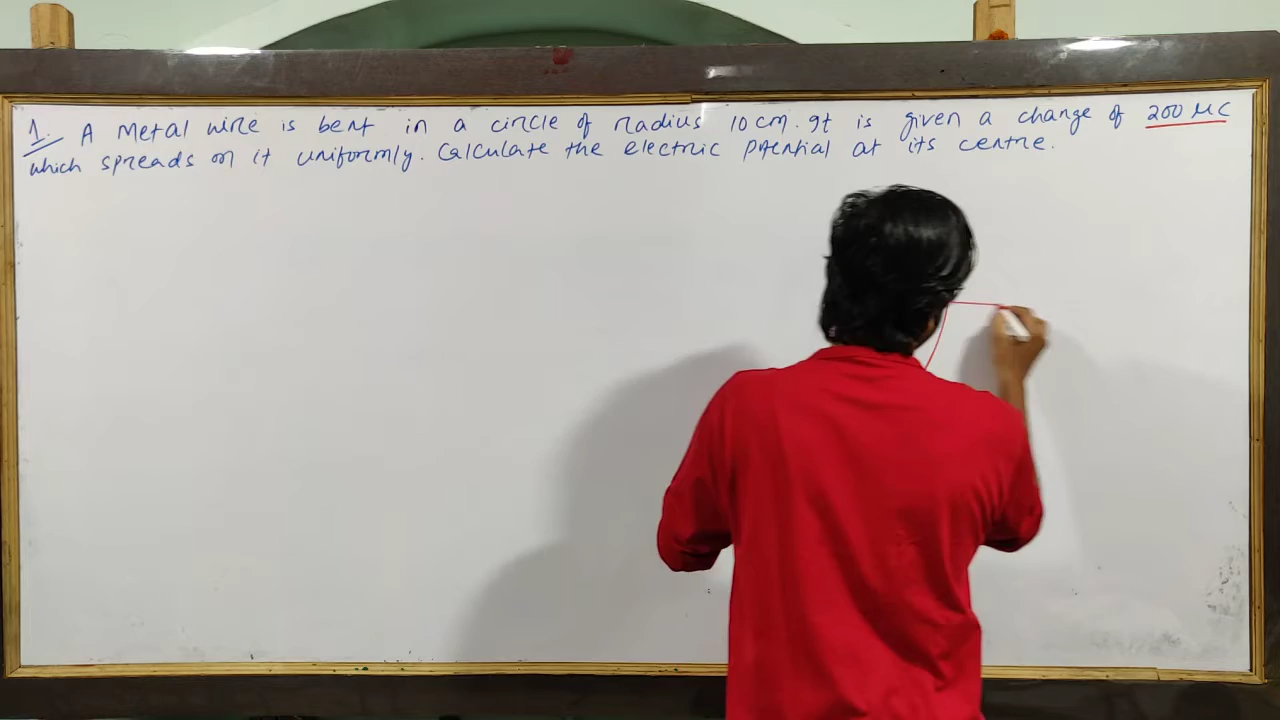 1. A Metal wire is bent in a circle of radius 10 cm. It is given a change of 200 μC
which spreads on it uniformly. Calculate the electric potential at its centre.